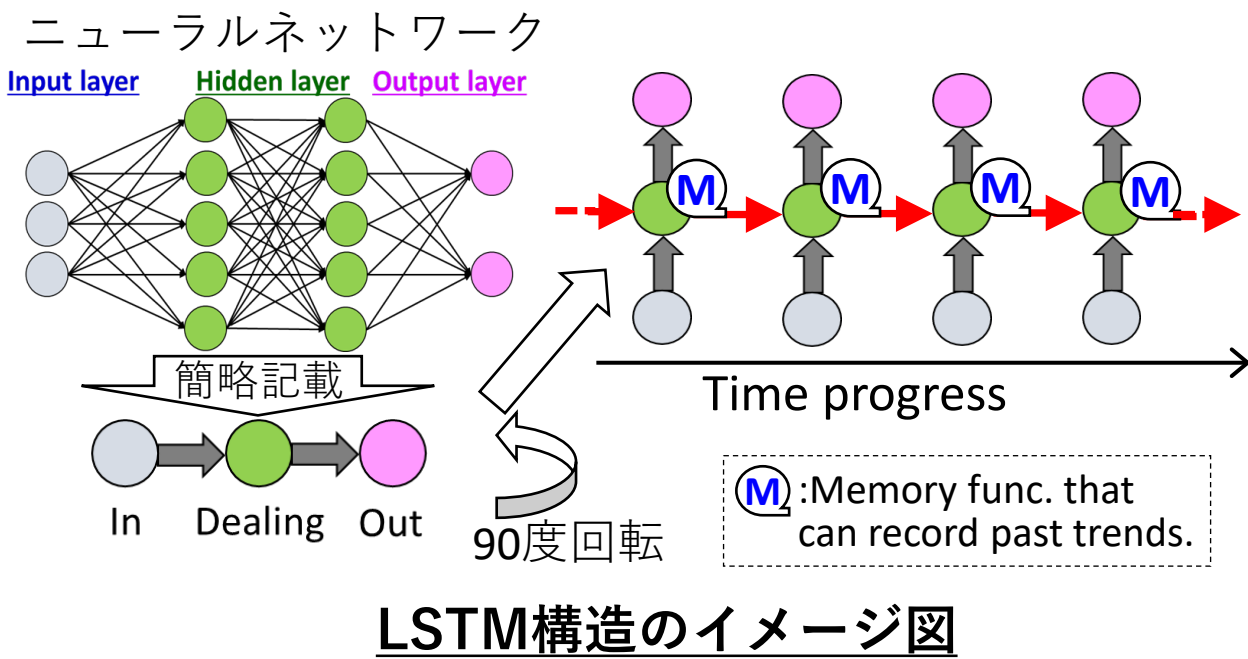 ニューラルネットワーク
Input layer Hidden layer Output layer
簡略記載
In Dealing Out
90度回転
M M M M
Time progress
M :Memory func. that
can record past trends.
LSTM構造のイメージ図